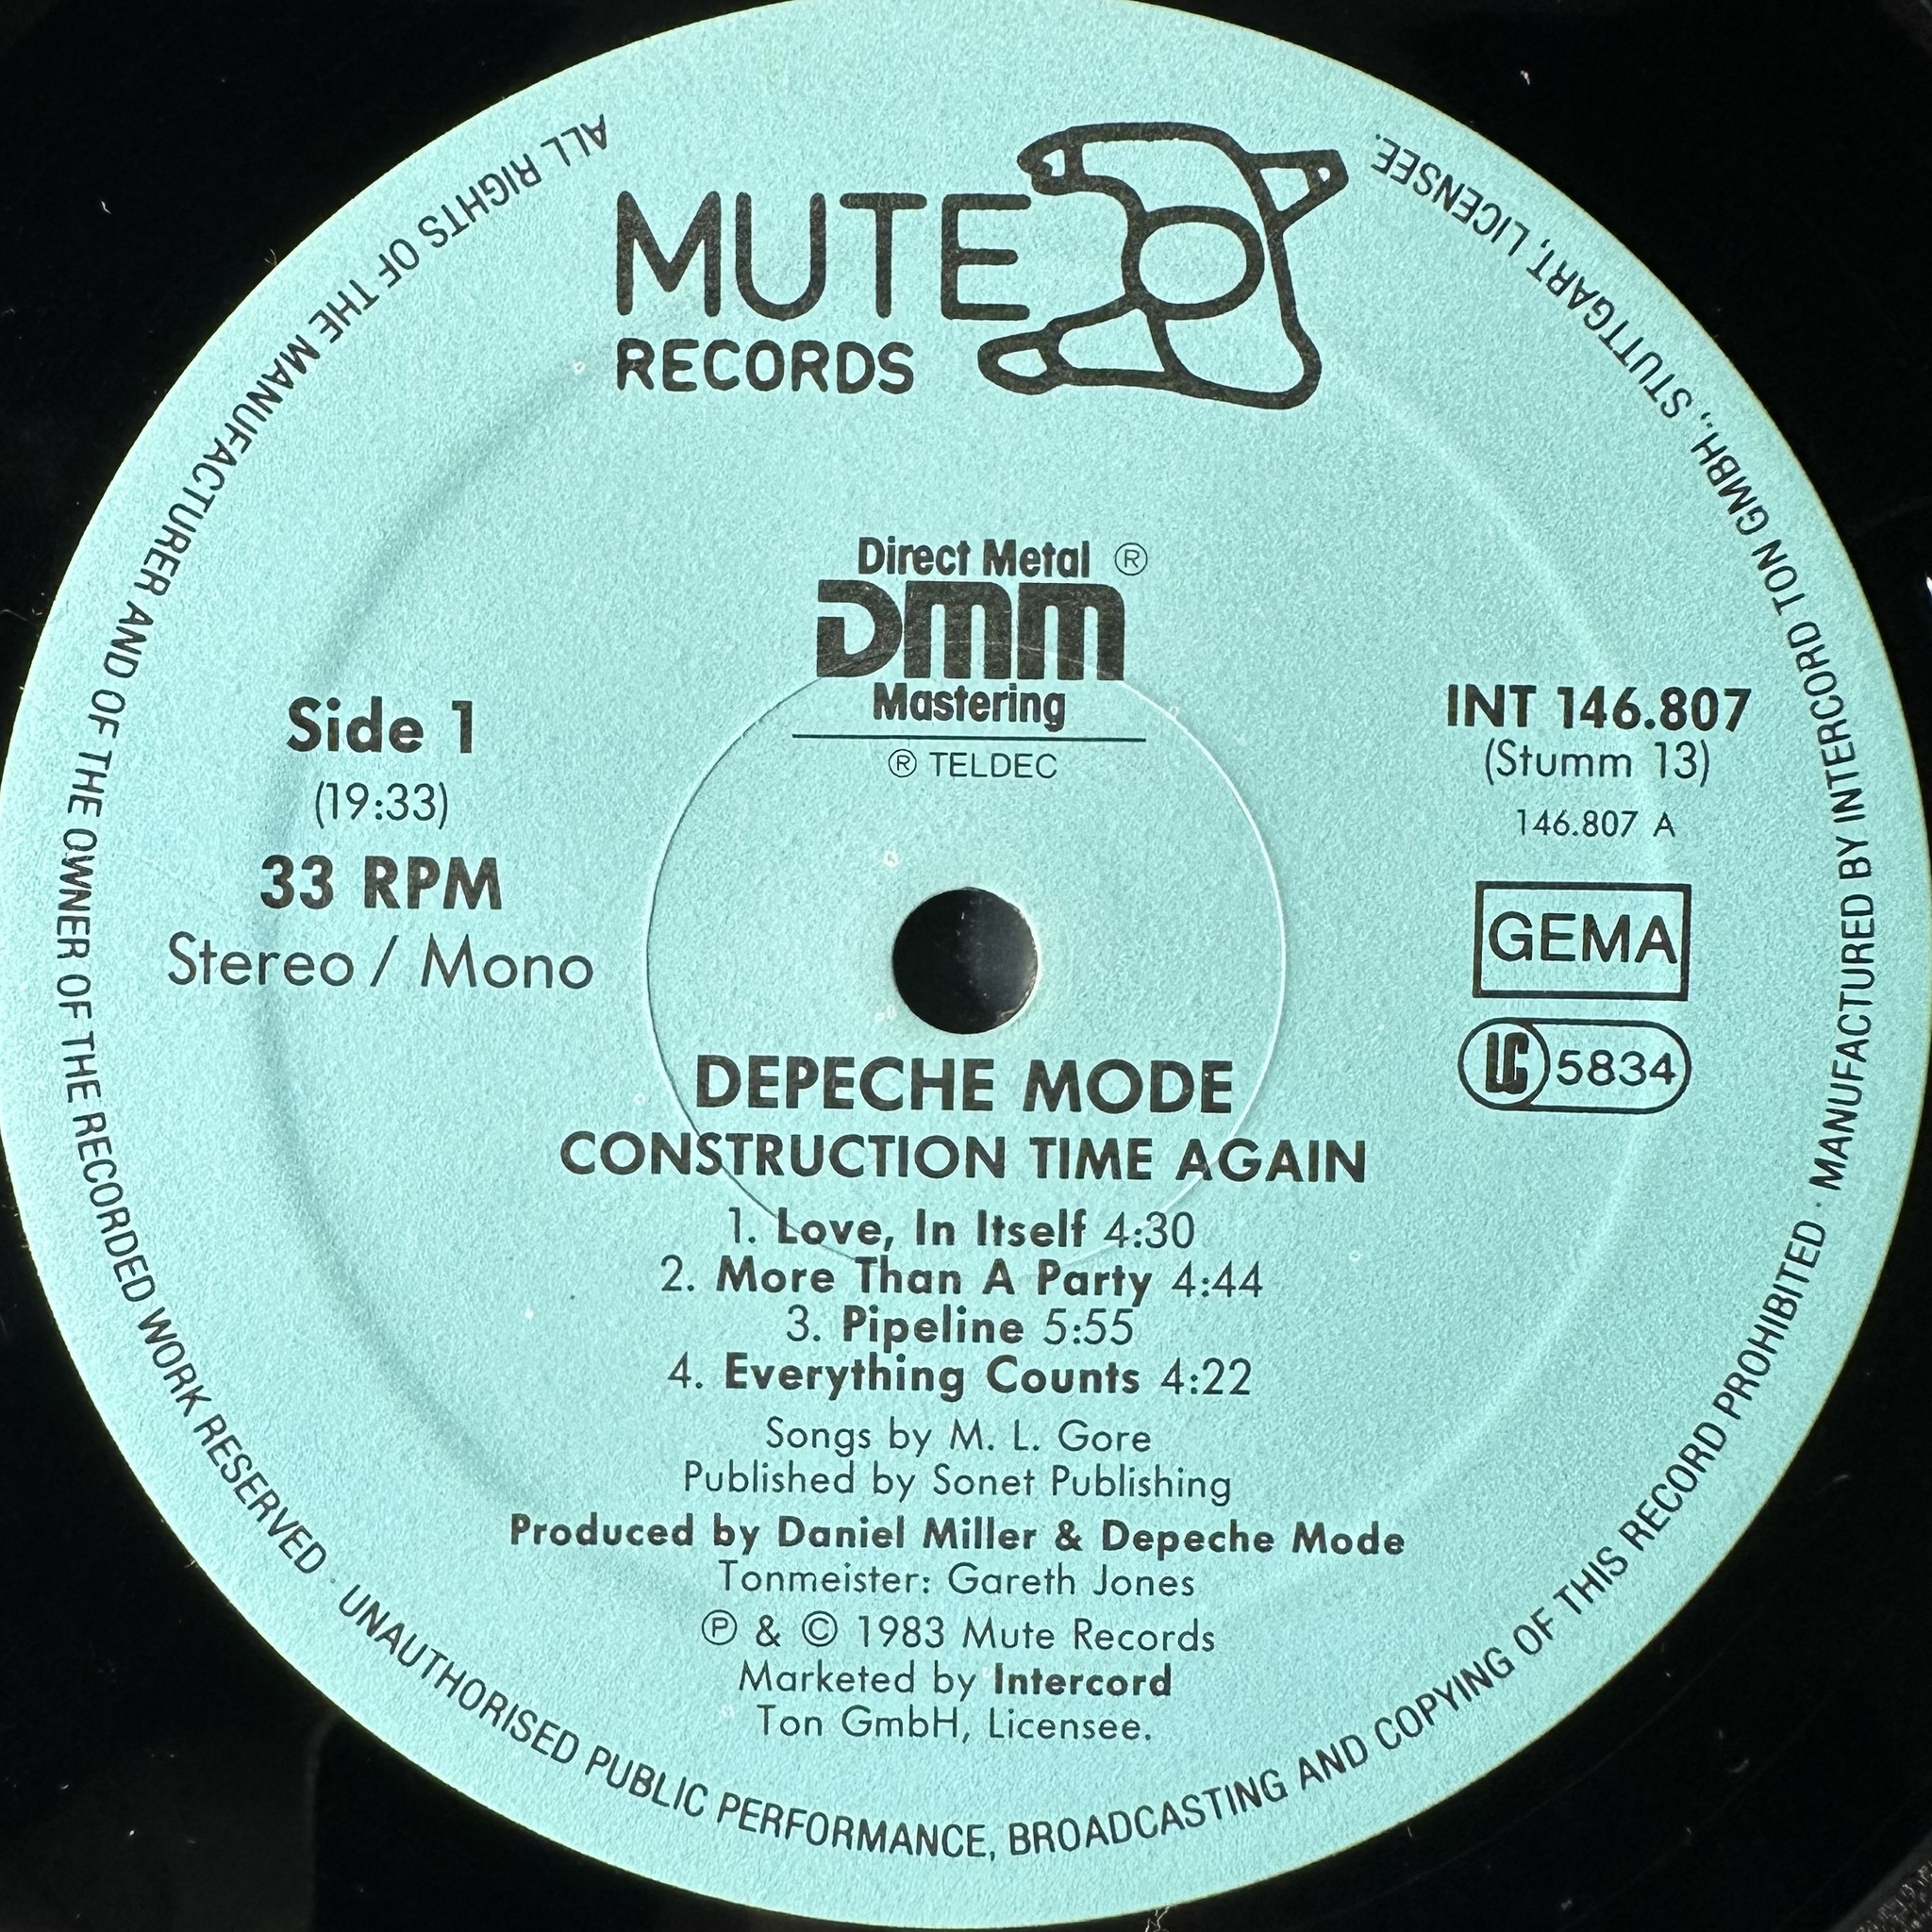 MUTE
RECORDS
Direct Metal ®
DMM
Mastering
® TELDEC
Side 1
(19:33)
33 RPM
Stereo / Mono
INT 146.807
(Stumm 13)
146.807 A
GEMA
LC 5834
DEPECHE MODE
CONSTRUCTION TIME AGAIN
1. Love, In Itself 4:30
2. More Than A Party 4:44
3. Pipeline 5:55
4. Everything Counts 4:22
Songs by M. L. Gore
Published by Sonet Publishing
Produced by Daniel Miller & Depeche Mode
Tonmeister: Gareth Jones
Ⓟ & © 1983 Mute Records
Marketed by Intercord
Ton GmbH, Licensee.
ALL RIGHTS OF THE MANUFACTURER AND OF THE OWNER OF THE RECORDED WORK RESERVED · UNAUTHORISED PUBLIC PERFORMANCE, BROADCASTING AND COPYING OF THIS RECORD PROHIBITED · MANUFACTURED BY INTERCORD TON GMBH., STUTTGART, LICENSEE.